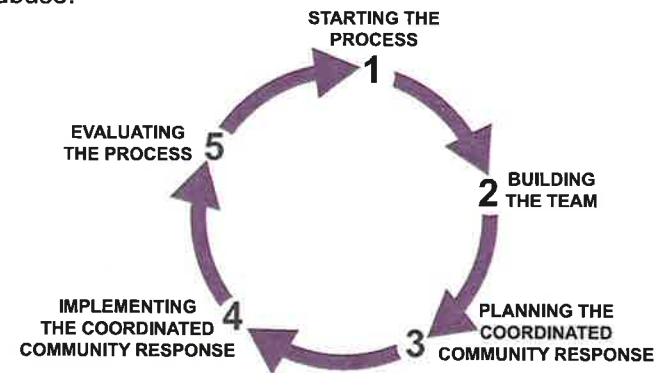 abuse.
STARTING THE
PROCESS
1
2 BUILDING
THE TEAM
PLANNING THE
COORDINATED
3 COMMUNITY RESPONSE
IMPLEMENTING
THE COORDINATED 4
COMMUNITY RESPONSE
EVALUATING
THE PROCESS 5